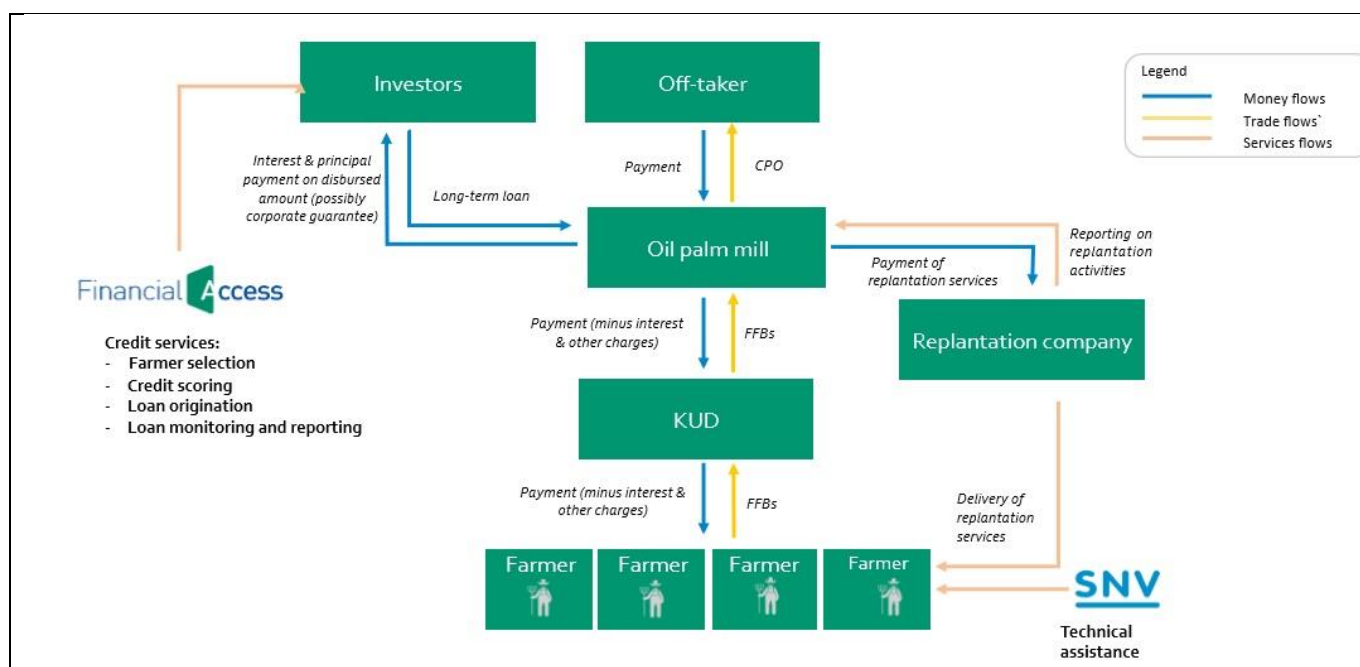 Investors
Off-taker
Legend
Money flows
Trade flows`
Services flows
Interest & principal
payment on disbursed
amount (possibly
corporate guarantee)
Long-term loan
Payment
CPO
Oil palm mill
Reporting on
replantation
activities
Payment of
replantation services
Financial Access
Credit services:
- Farmer selection
- Credit scoring
- Loan origination
- Loan monitoring and reporting
Payment (minus interest
& other charges)
FFBs
Replantation company
KUD
Payment (minus interest &
other charges)
FFBs
Delivery of
replantation
services
Farmer
Farmer
Farmer
Farmer
SNV
Technical
assistance